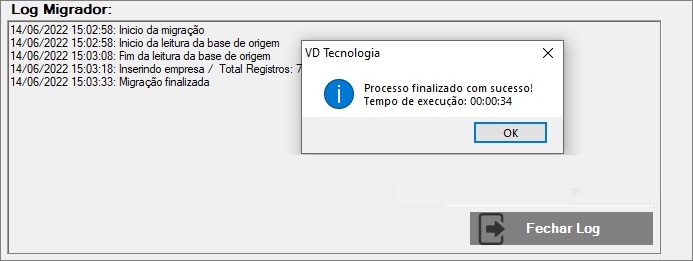 Log Migrador:
14/06/2022 15:02:58: Inicio da migração
14/06/2022 15:02:58: Inicio da leitura da base de origem
14/06/2022 15:03:08: Fim da leitura da base de origem
14/06/2022 15:03:18: Inserindo empresa / Total Registros: 7
14/06/2022 15:03:33: Migração finalizada
VD Tecnologia
Processo finalizado com sucesso!
Tempo de execução: 00:00:34
OK
Fechar Log